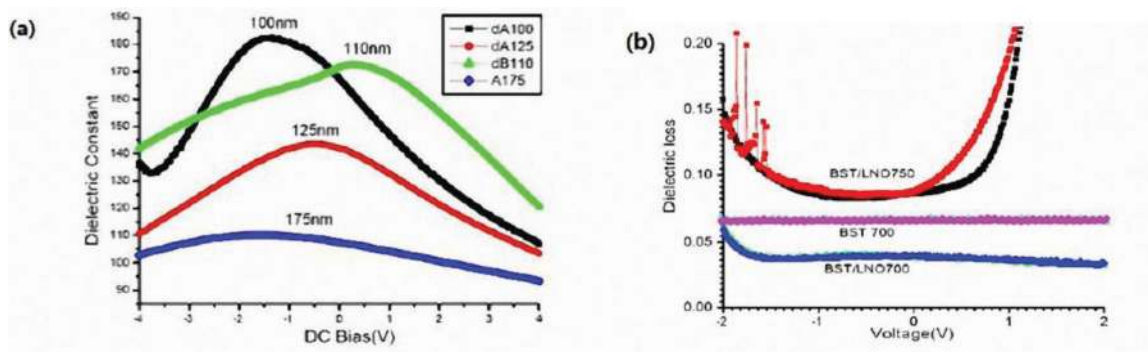 (a)
Dielectric Constant
190
180
170
160
150
140
130
120
110
100
90
100nm
110nm
125nm
175nm
dA100
dA125
dB110
A175
-4 -3 -2 -1 0 1 2 3 4
DC Bias(V)
(b)
Dielectric loss
0.20
0.15
0.10
0.05
0.00
BST/LNO750
BST 700
BST/LNO700
-2 -1 0 1 2
Voltage(V)